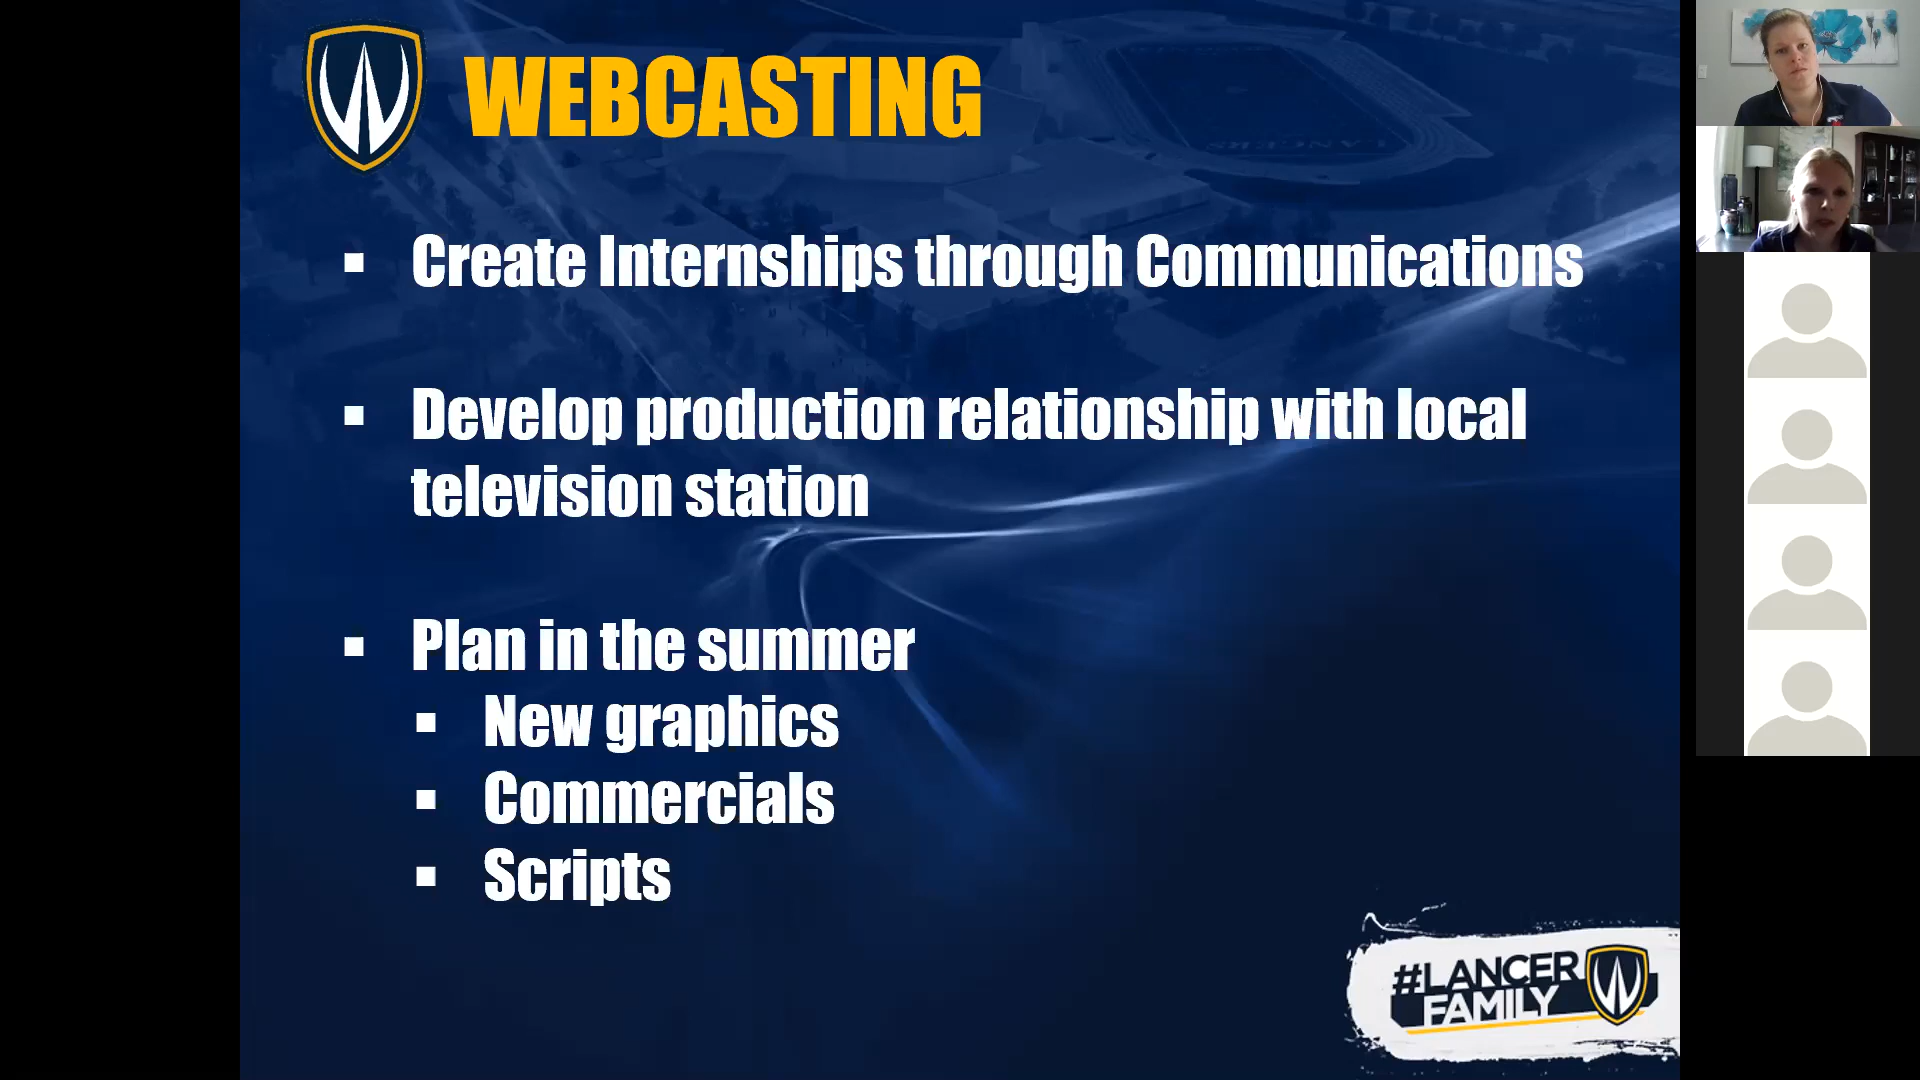 WEBCASTING
▪ Create Internships through Communications
▪ Develop production relationship with local
television station
▪ Plan in the summer
▪ New graphics
▪ Commercials
▪ Scripts
LANCERS
#LANCER
FAMILY